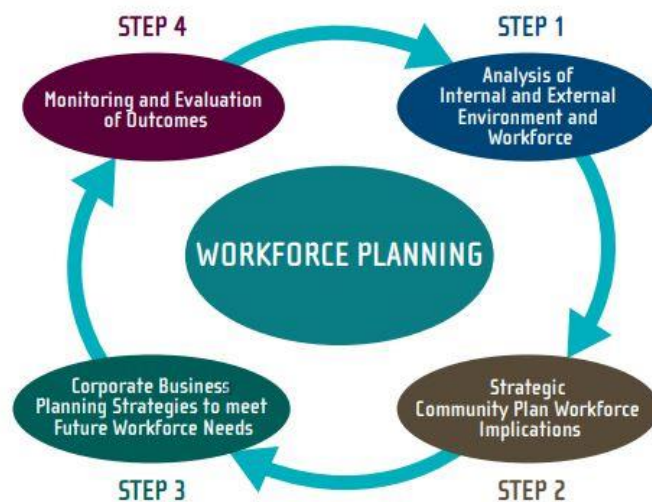 STEP 4
Monitoring and Evaluation
of Outcomes
STEP 1
Analysis of
Internal and External
Environment and
Workforce
WORKFORCE PLANNING
Corporate Business
Planning Strategies to meet
Future Workforce Needs
STEP 3
Strategic
Community Plan Workforce
Implications
STEP 2